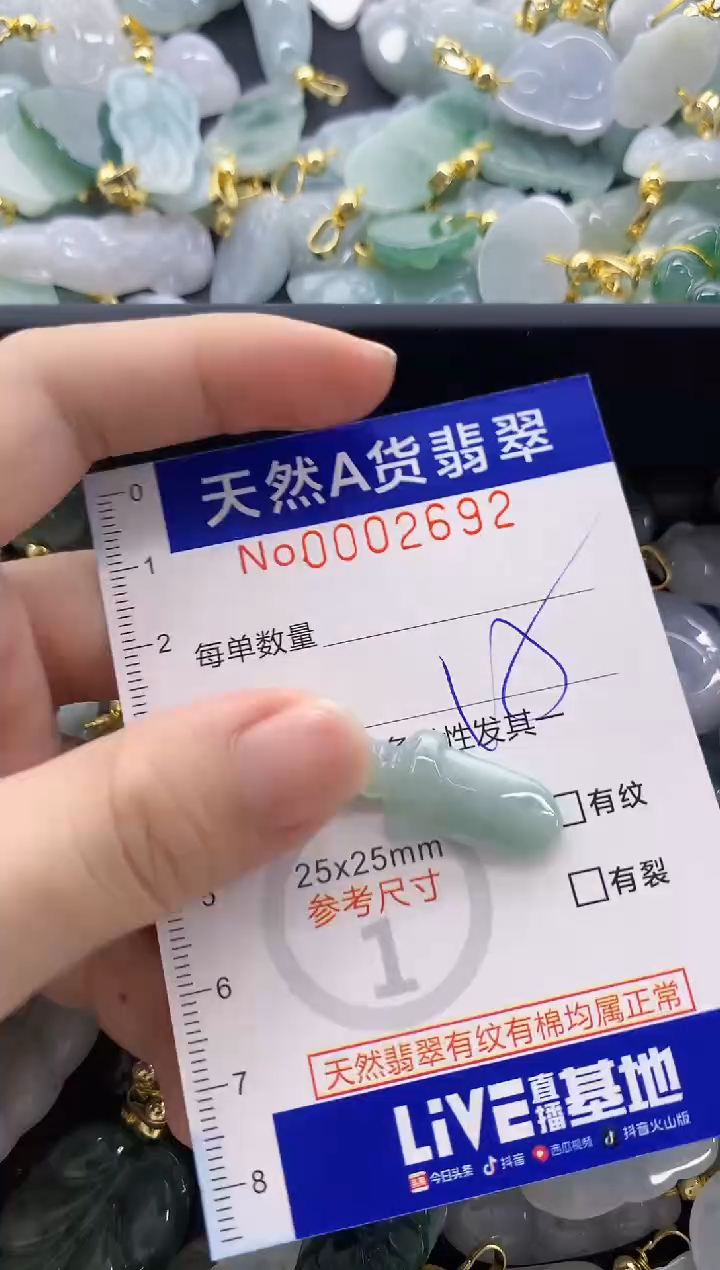 天然A货翡翠
No0002692
0
1
2
每单数量
18
性发其一
有纹
25x25mm
有裂
参考尺寸
1
6
天然翡翠有纹有棉均属正常
7
LiVE直播基地
今日头条 抖音 西瓜视频 抖音火山版
8